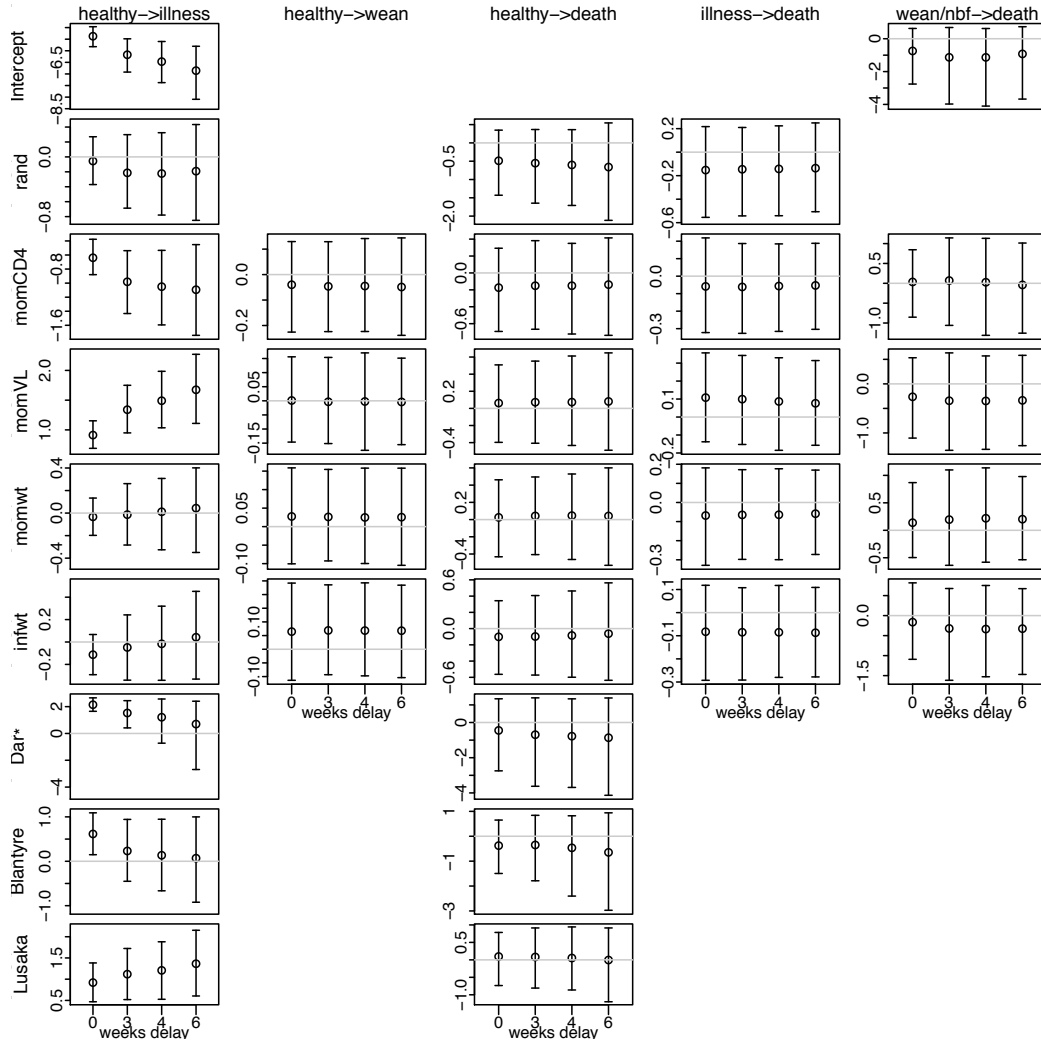 healthy−>illness healthy−>wean healthy−>death illness−>death wean/nbf−>death
Intercept
−8.5 −6.5
−4 −2 0
rand
−0.8 0.0
−2.0 −0.5
−0.6 −0.2 0.2
momCD4
−1.6 −0.8
−0.2 0.0
−0.6 0.0
−0.3 0.0
−1.0 0.5
momVL
1.0 2.0
−0.15 0.05
−0.4 0.2
−0.2 0.1
−1.0 0.0
momwt
−0.4 0.0 0.4
−0.10 0.05
−0.4 0.2
−0.3 0.0 0.2
−0.5 0.5
infwt
−0.2 0.2
−0.10 0.10
−0.6 0.0 0.6
−0.3 −0.1 0.1
−1.5 0.0
0 3 4 6
weeks delay
0 3 4 6
weeks delay
0 3 4 6
weeks delay
Dar*
−4 0 2
−4 −2 0
Blantyre
−1.0 0.0 1.0
−3 −1 1
Lusaka
0.5 1.5
−1.0 0.5
0 3 4 6
weeks delay
0 3 4 6
weeks delay